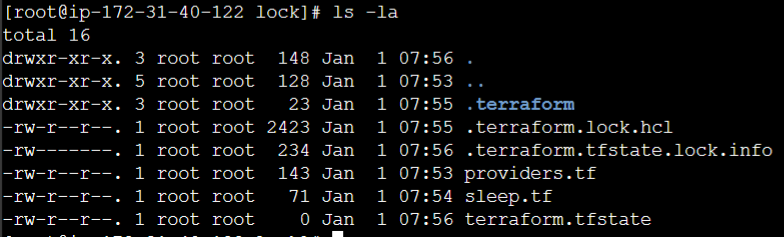 [root@ip-172-31-40-122 lock]# ls -la
total 16
drwxr-xr-x. 3 root root  148 Jan  1 07:56 .
drwxr-xr-x. 5 root root  128 Jan  1 07:53 ..
drwxr-xr-x. 3 root root   23 Jan  1 07:55 .terraform
-rw-r--r--. 1 root root 2423 Jan  1 07:55 .terraform.lock.hcl
-rw-------. 1 root root  234 Jan  1 07:56 .terraform.tfstate.lock.info
-rw-r--r--. 1 root root  143 Jan  1 07:53 providers.tf
-rw-r--r--. 1 root root   71 Jan  1 07:54 sleep.tf
-rw-r--r--. 1 root root    0 Jan  1 07:56 terraform.tfstate